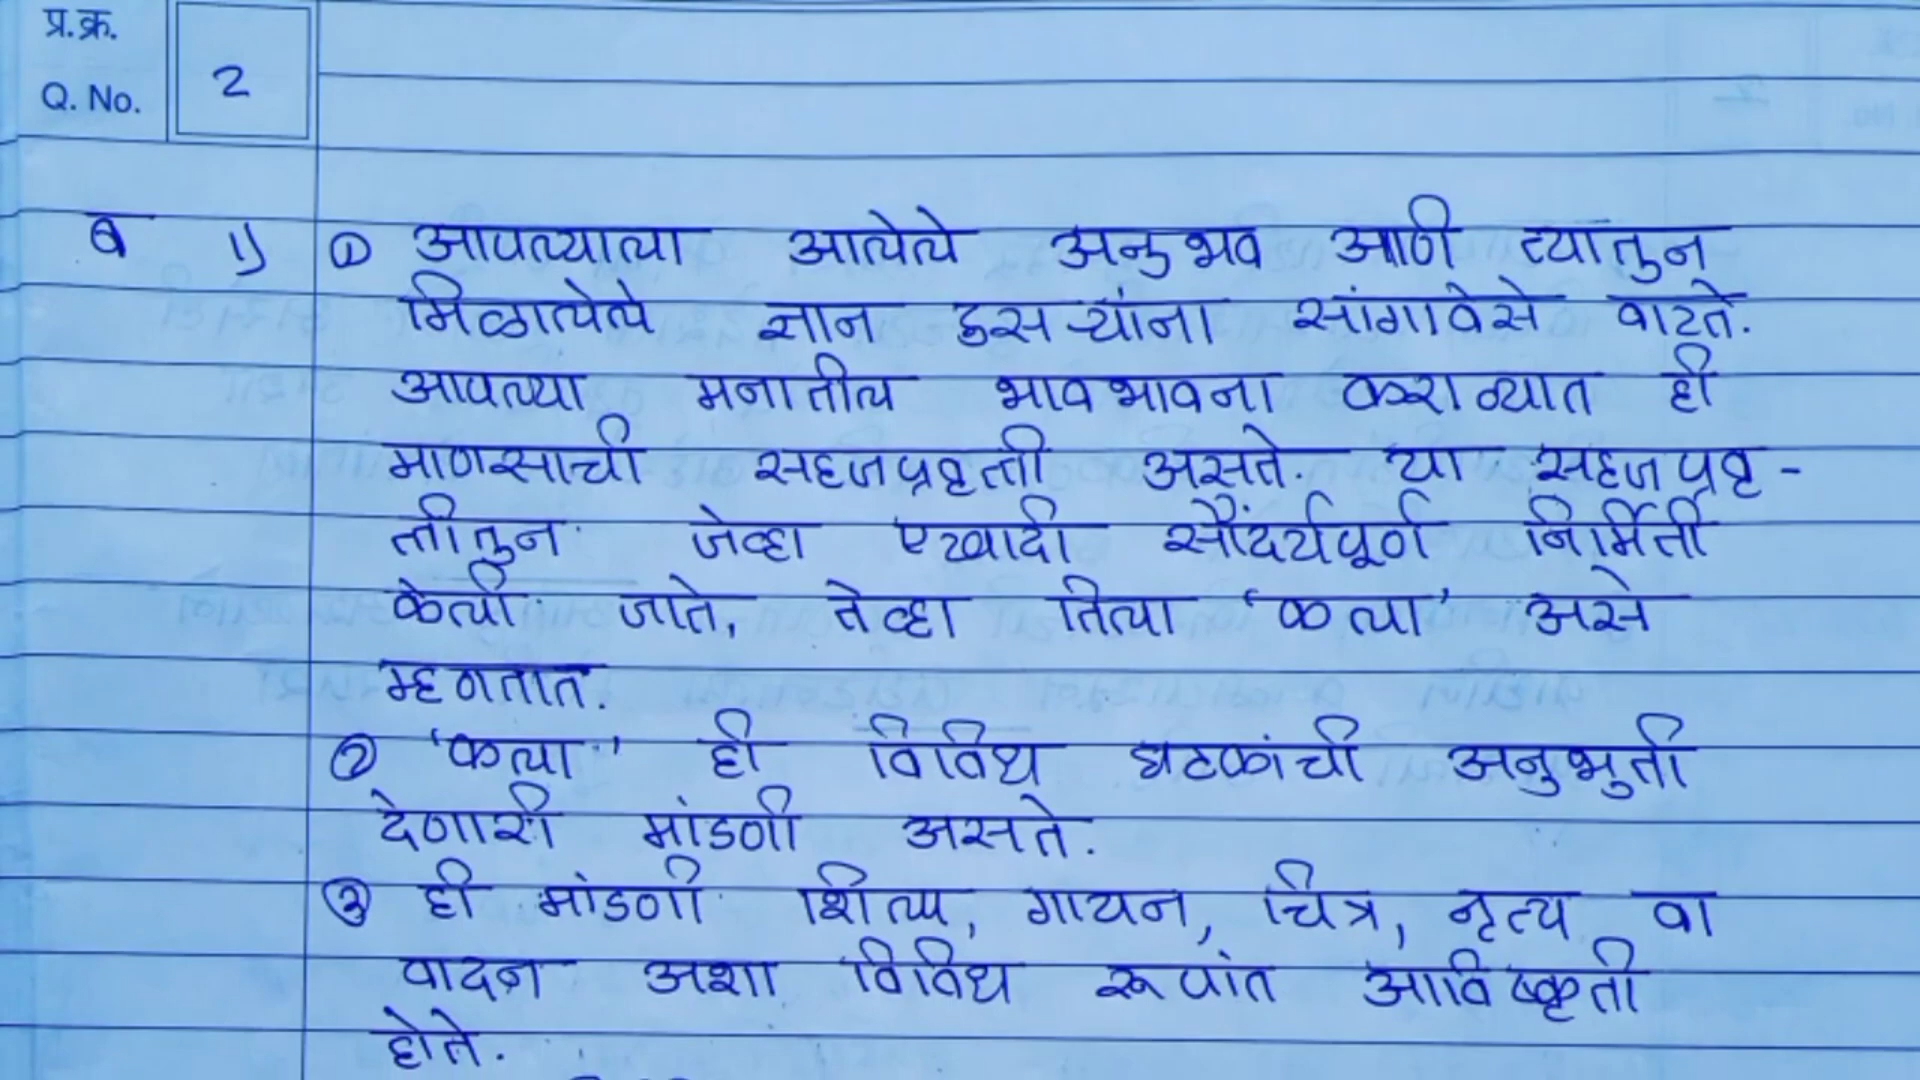 प्र.क्र.
Q. No. 2
ब 1) ① आपल्याला आलेले अनुभव आणि त्यातुन
मिळालेले ज्ञान दुसऱ्यांना सांगावेसे वाटते.
आपल्या मनातील भावभावना कराव्यात ही
माणसाची सहजप्रवृत्ती असते. या सहजप्रवृ-
त्तीतुन जेव्हा एखादी सौंदर्यपूर्ण निर्मिती
केली जाते, तेव्हा तिला 'कला' असे
म्हणतात.
② 'कला' ही विविध घटकांची अनुभुती
देणारी मांडणी असते.
③ ही मांडणी शिल्प, गायन, चित्र, नृत्य वा
वादन अशा विविध रूपांत आविष्कृती
होते.